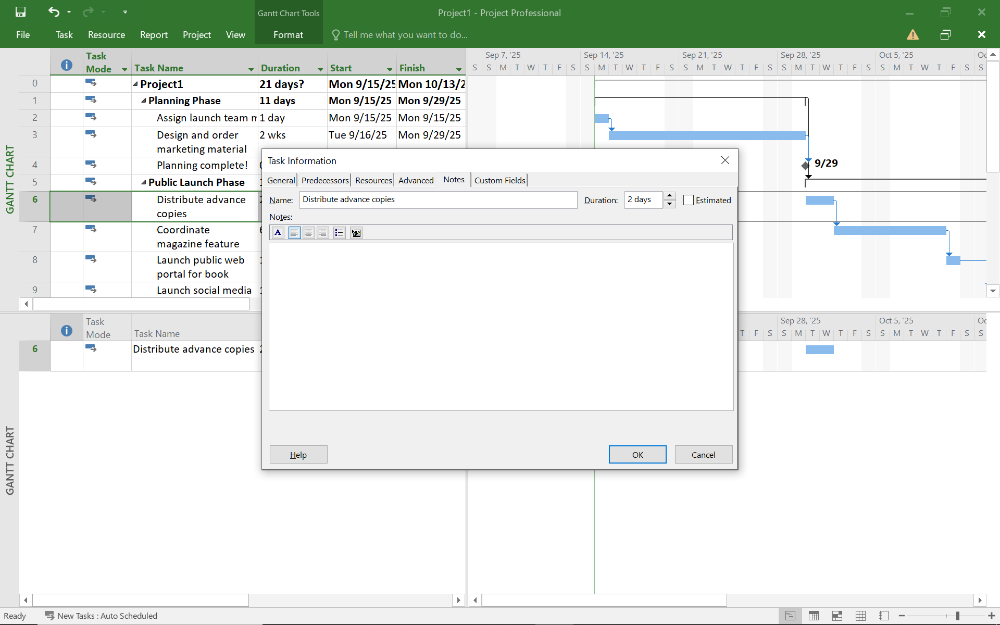 Gantt Chart Tools
Project1 - Project Professional
File Task Resource Report Project View Format Tell me what you want to do...
Task Mode Task Name Duration Start Finish
Sep 7, '25 Sep 14, '25 Sep 21, '25 Sep 28, '25 Oct 5, '25
S S M T W T F S S M T W T F S S M T W T F S S M T W T F S S M T W T F S S
GANTT CHART
0 Project1 21 days? Mon 9/15/25 Mon 10/13/2
1 Planning Phase 11 days Mon 9/15/25 Mon 9/29/25
2 Assign launch team m 1 day Mon 9/15/25 Mon 9/15/25
3 Design and order 2 wks Tue 9/16/25 Mon 9/29/25
marketing material
4 Planning complete!
9/29
5 Public Launch Phase
6 Distribute advance
copies
7 Coordinate
magazine feature
8 Launch public web
portal for book
9 Launch social media
Task Information
General Predecessors Resources Advanced Notes Custom Fields
Name: Distribute advance copies Duration: 2 days Estimated
Notes:
Help OK Cancel
Task Mode Task Name
Sep 28, '25 Oct 5, '25
T F S S M T W T F S S M T W T F S S
6 Distribute advance copies
GANTT CHART
Ready New Tasks : Auto Scheduled